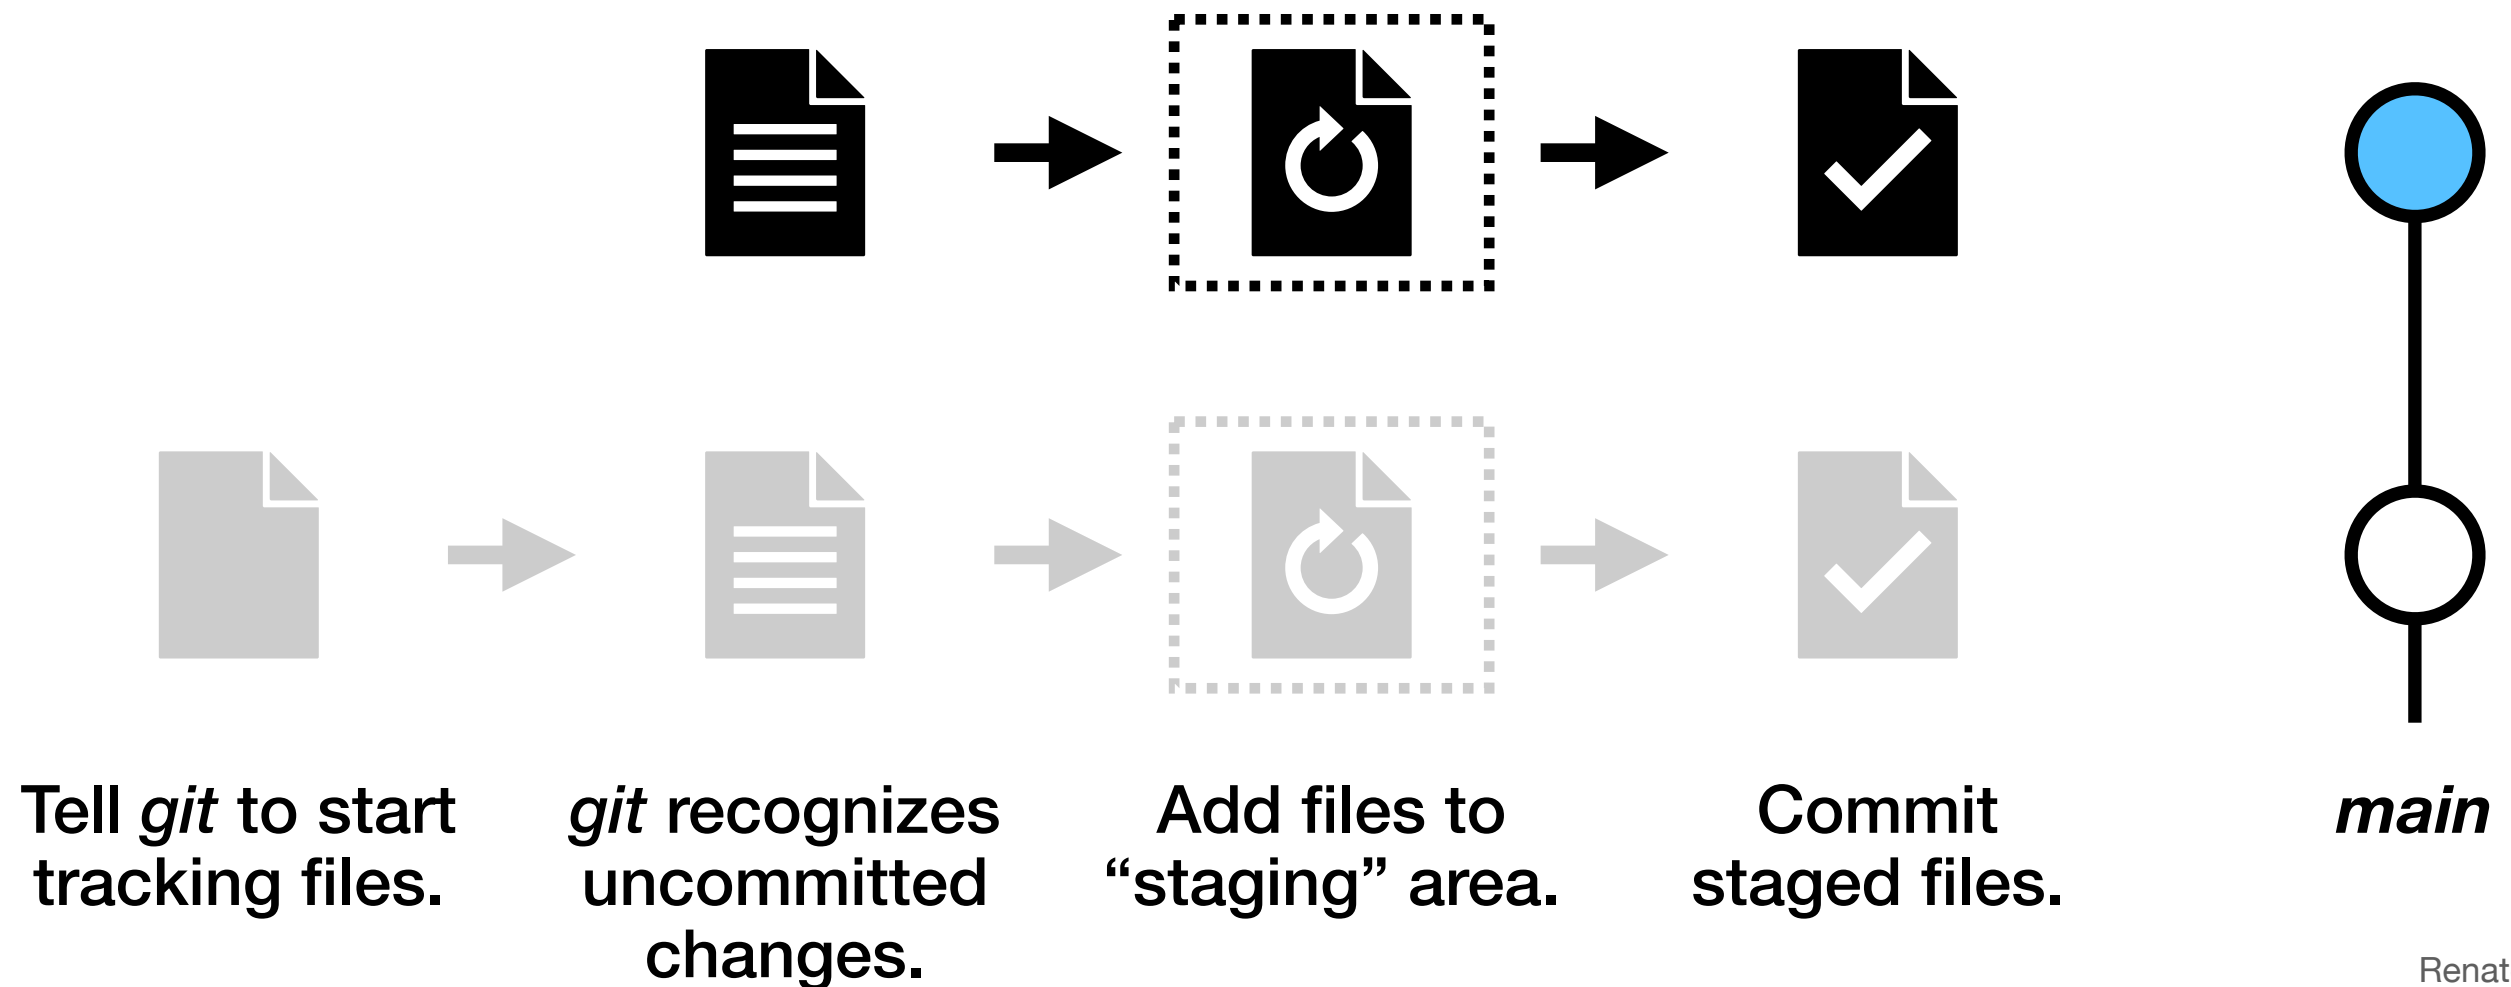 Tell git to start
tracking files.
git recognizes
uncommitted
changes.
Add files to
“staging” area.
Commit
staged files.
main
Renat